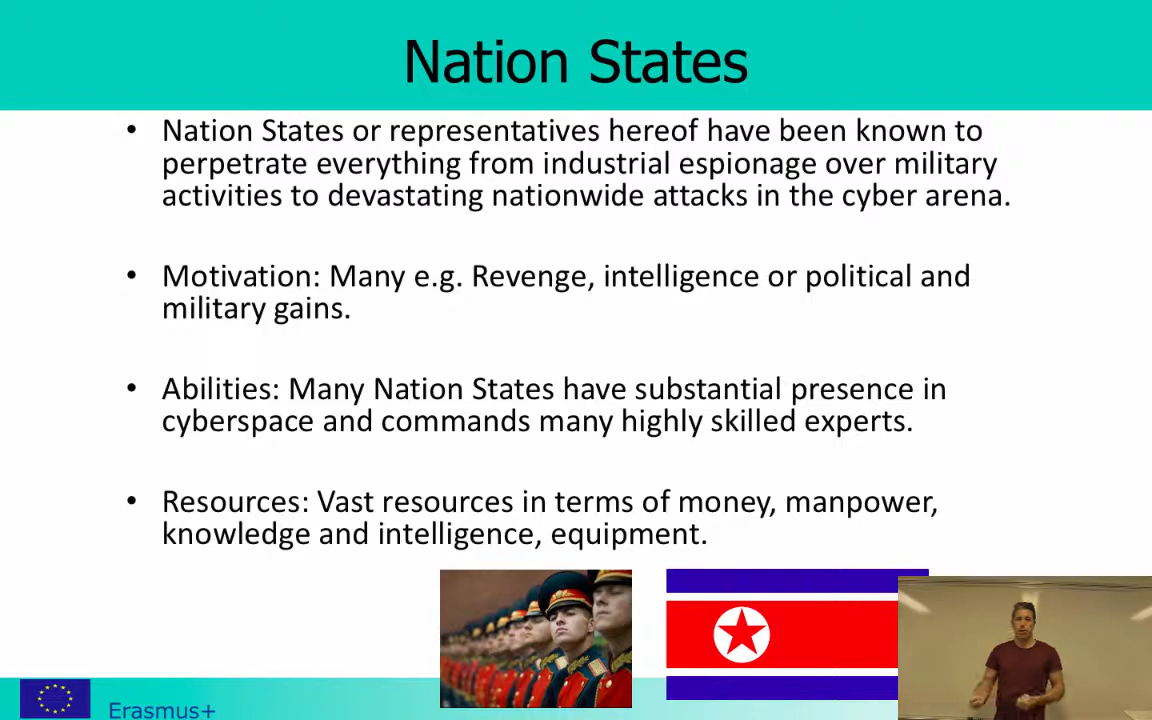 Nation States
• Nation States or representatives hereof have been known to
perpetrate everything from industrial espionage over military
activities to devastating nationwide attacks in the cyber arena.
• Motivation: Many e.g. Revenge, intelligence or political and
military gains.
• Abilities: Many Nation States have substantial presence in
cyberspace and commands many highly skilled experts.
• Resources: Vast resources in terms of money, manpower,
knowledge and intelligence, equipment.
Erasmus+